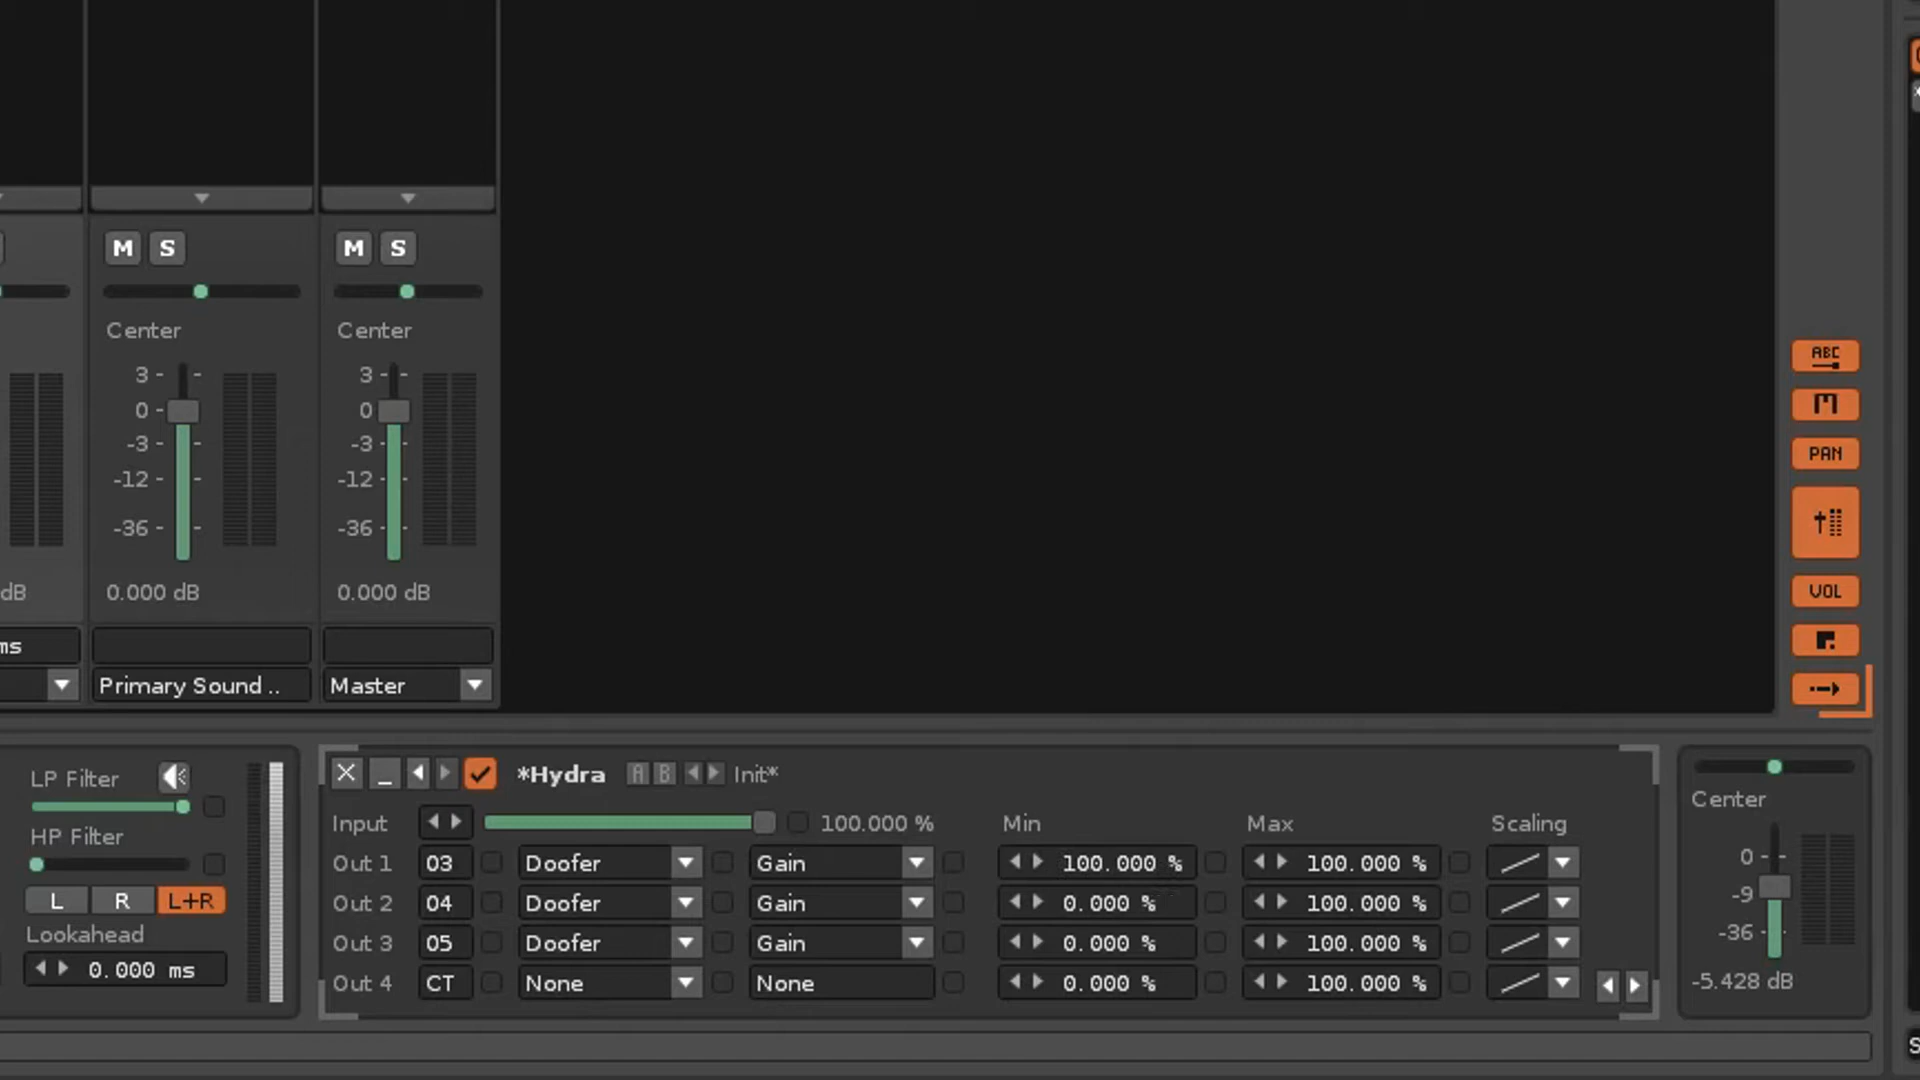 M S M S
Center Center
3 3
0 0
-3 -3
-12 -12
-36 -36
dB 0.000 dB 0.000 dB
ms
Primary Sound .. Master
ABC
PAN
VOL
LP Filter
HP Filter
L R L+R
Lookahead
0.000 ms
*Hydra A B Init*
Input 100.000 % Min Max Scaling
Out 1 03 Doofer Gain 100.000 % 100.000 %
Out 2 04 Doofer Gain 0.000 % 100.000 %
Out 3 05 Doofer Gain 0.000 % 100.000 %
Out 4 CT None None 0.000 % 100.000 %
Center
0
-9
-36
-5.428 dB